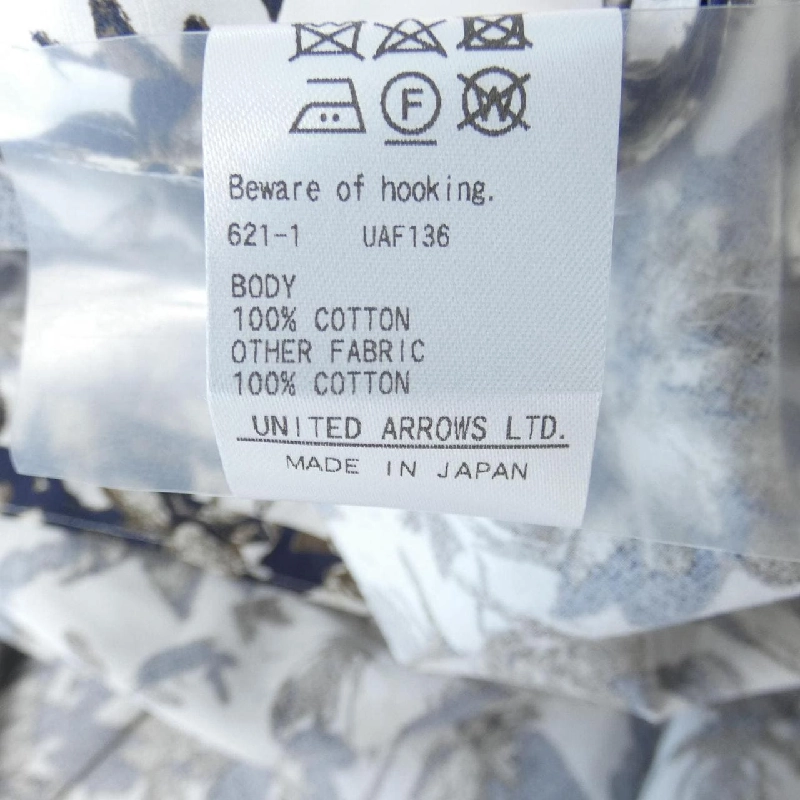 F W
Beware of hooking.
621-1 UAF136
BODY
100% COTTON
OTHER FABRIC
100% COTTON
UNITED ARROWS LTD.
MADE IN JAPAN